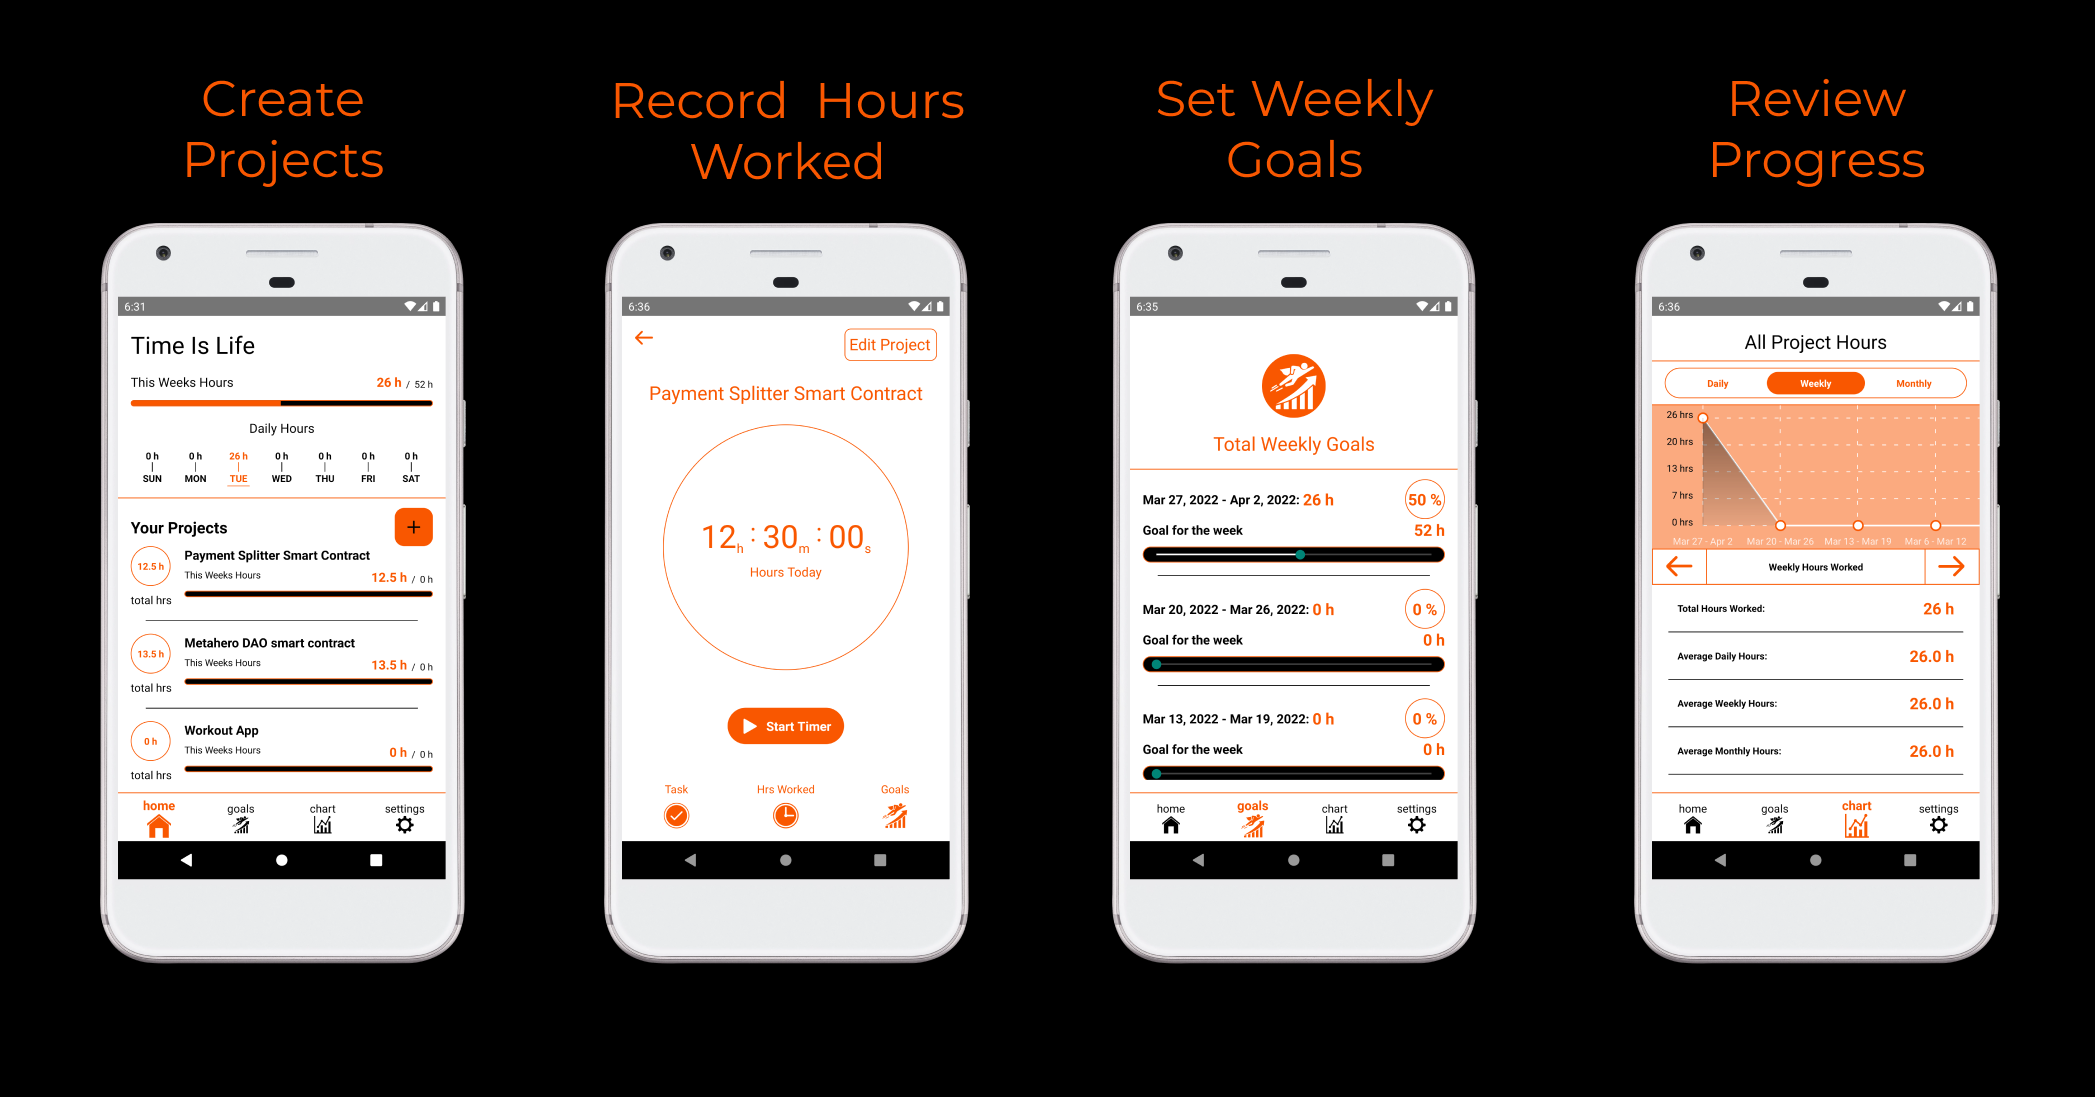 Create
Projects
6:31
Time Is Life
This Weeks Hours 26 h / 52 h
Daily Hours
0 h 0 h 26 h 0 h 0 h 0 h 0 h
SUN MON TUE WED THU FRI SAT
Your Projects +
12.5 h
Payment Splitter Smart Contract
This Weeks Hours 12.5 h / 0 h
total hrs
13.5 h
Metahero DAO smart contract
This Weeks Hours 13.5 h / 0 h
total hrs
0 h
Workout App
This Weeks Hours 0 h / 0 h
total hrs
home goals chart settings
Record Hours
Worked
6:36
Edit Project
Payment Splitter Smart Contract
12h : 30m : 00s
Hours Today
Start Timer
Task Hrs Worked Goals
Set Weekly
Goals
6:35
Total Weekly Goals
Mar 27, 2022 - Apr 2, 2022: 26 h 50 %
Goal for the week 52 h
Mar 20, 2022 - Mar 26, 2022: 0 h 0 %
Goal for the week 0 h
Mar 13, 2022 - Mar 19, 2022: 0 h 0 %
Goal for the week 0 h
home goals chart settings
Review
Progress
6:36
All Project Hours
Daily Weekly Monthly
26 hrs
20 hrs
13 hrs
7 hrs
0 hrs
Mar 27 - Apr 2 Mar 20 - Mar 26 Mar 13 - Mar 19 Mar 6 - Mar 12
Weekly Hours Worked
Total Hours Worked: 26 h
Average Daily Hours: 26.0 h
Average Weekly Hours: 26.0 h
Average Monthly Hours: 26.0 h
home goals chart settings